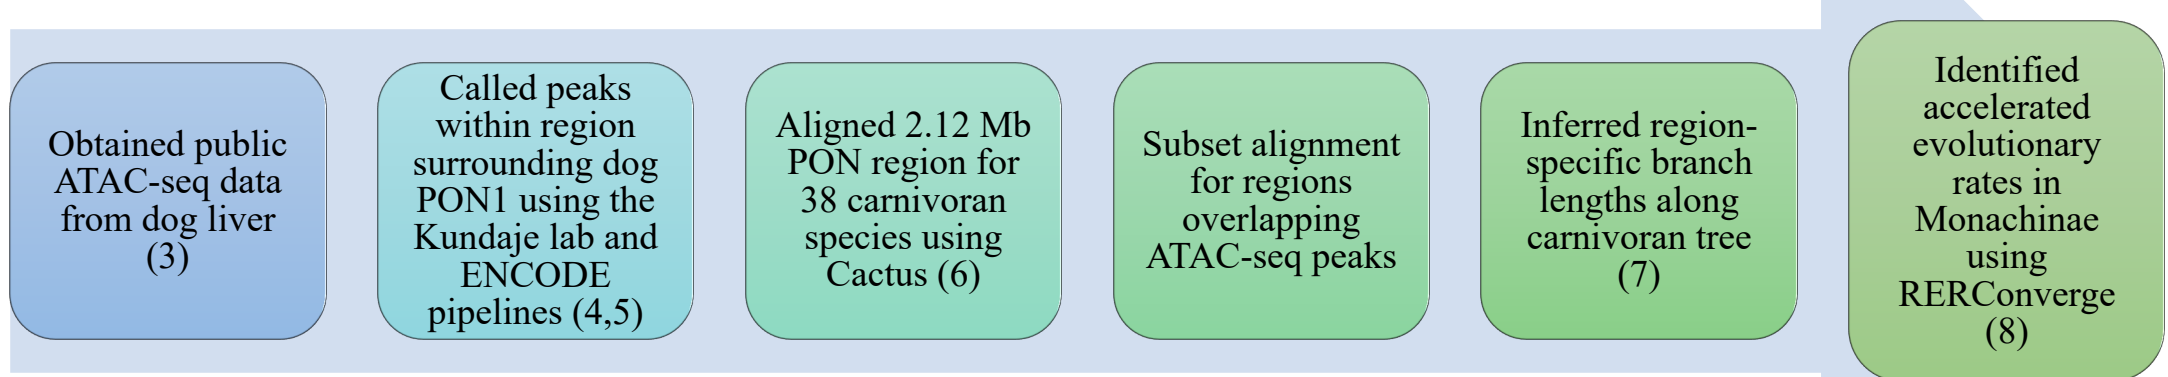 Obtained public
ATAC-seq data
from dog liver
(3)
Called peaks
within region
surrounding dog
PON1 using the
Kundaje lab and
ENCODE
pipelines (4,5)
Aligned 2.12 Mb
PON region for
38 carnivoran
species using
Cactus (6)
Subset alignment
for regions
overlapping
ATAC-seq peaks
Inferred region-
specific branch
lengths along
carnivoran tree
(7)
Identified
accelerated
evolutionary
rates in
Monachinae
using
RERConverge
(8)